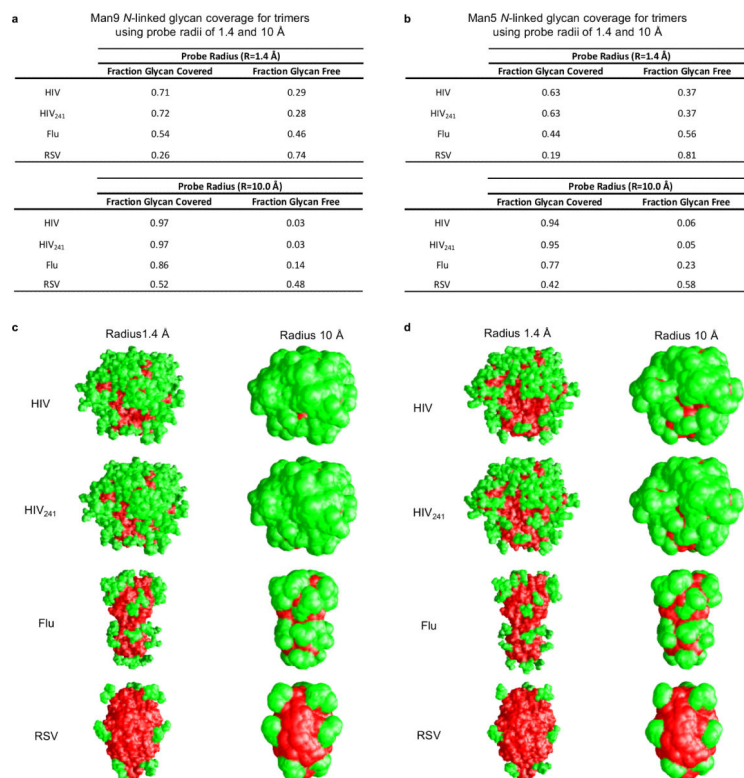 a
Man9 N-linked glycan coverage for trimers
using probe radii of 1.4 and 10 Å
Probe Radius (R=1.4 Å)
Fraction Glycan Covered Fraction Glycan Free
HIV 0.71 0.29
HIV241 0.72 0.28
Flu 0.54 0.46
RSV 0.26 0.74
Probe Radius (R=10.0 Å)
Fraction Glycan Covered Fraction Glycan Free
HIV 0.97 0.03
HIV241 0.97 0.03
Flu 0.86 0.14
RSV 0.52 0.48
b
Man5 N-linked glycan coverage for trimers
using probe radii of 1.4 and 10 Å
Probe Radius (R=1.4 Å)
Fraction Glycan Covered Fraction Glycan Free
HIV 0.63 0.37
HIV241 0.63 0.37
Flu 0.44 0.56
RSV 0.19 0.81
Probe Radius (R=10.0 Å)
Fraction Glycan Covered Fraction Glycan Free
HIV 0.94 0.06
HIV241 0.95 0.05
Flu 0.77 0.23
RSV 0.42 0.58
c
Radius1.4 Å Radius 10 Å
HIV
HIV241
Flu
RSV
d
Radius 1.4 Å Radius 10 Å
HIV
HIV241
Flu
RSV